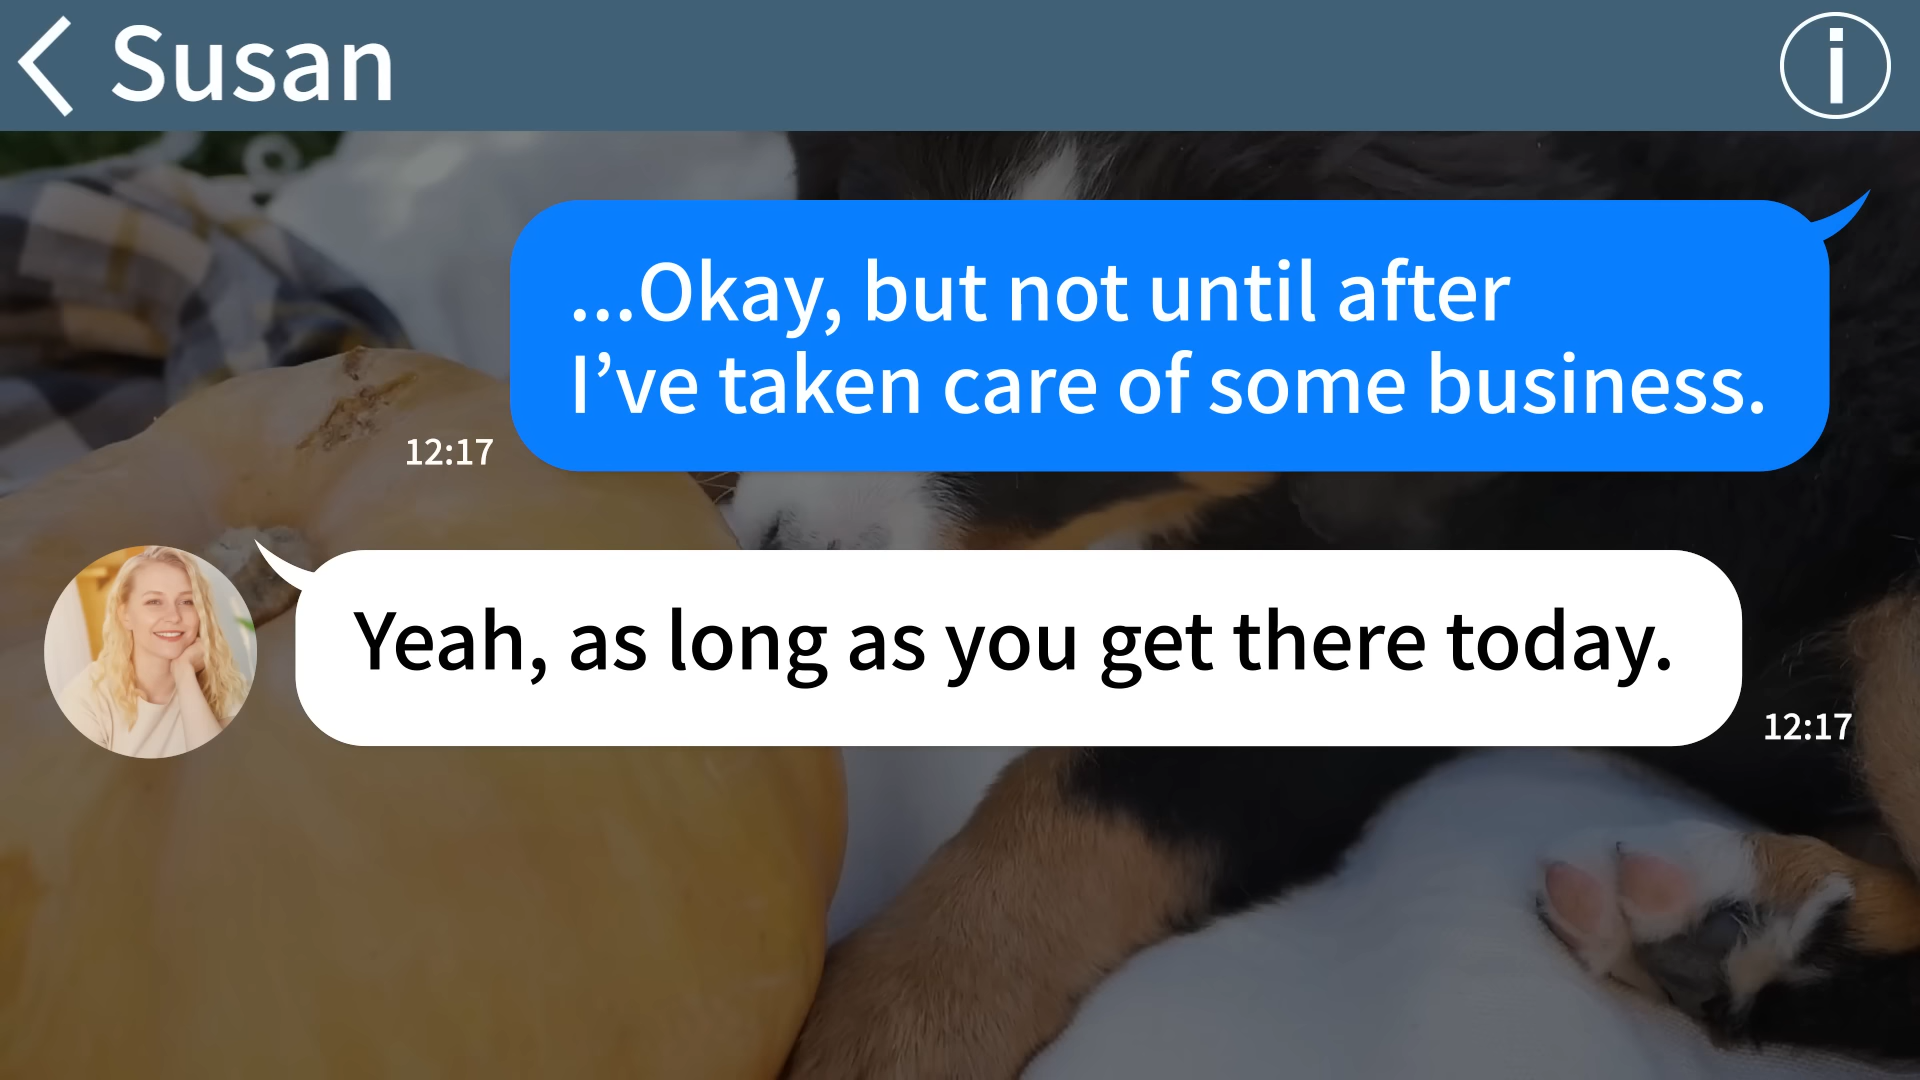 Susan
i
...Okay, but not until after
I’ve taken care of some business.
12:17
Yeah, as long as you get there today.
12:17